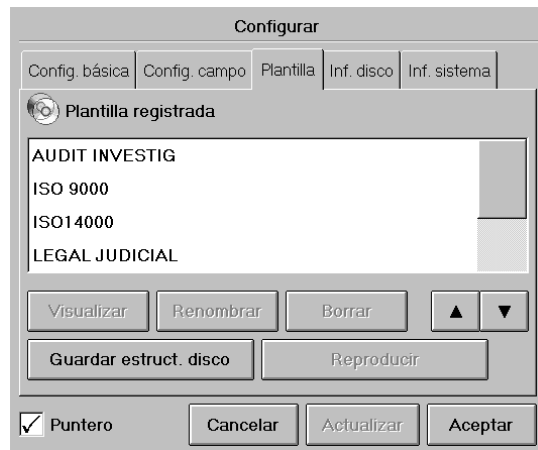 Configurar
Config. básica Config. campo Plantilla Inf. disco Inf. sistema
Plantilla registrada
AUDIT INVESTIG
ISO 9000
ISO14000
LEGAL JUDICIAL
Visualizar Renombrar Borrar
Guardar estruct. disco Reproducir
Puntero Cancelar Actualizar Aceptar